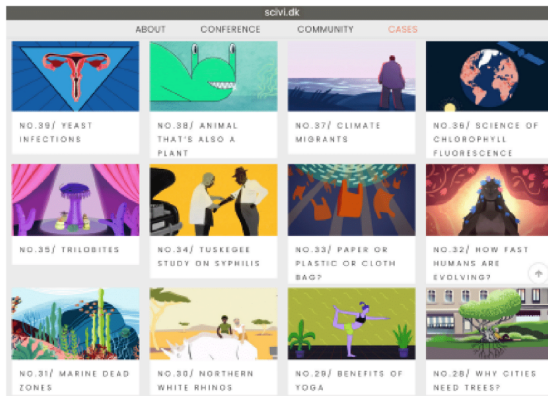 scivi.dk
ABOUT CONFERENCE COMMUNITY CASES
NO.39/ YEAST
INFECTIONS
NO.38/ ANIMAL
THAT'S ALSO A
PLANT
NO.37/ CLIMATE
MIGRANTS
NO.36/ SCIENCE OF
CHLOROPHYLL
FLUORESCENCE
NO.35/ TRILOBITES
NO.34/ TUSKEGEE
STUDY ON SYPHILIS
NO.33/ PAPER OR
PLASTIC OR CLOTH
BAG?
NO.32/ HOW FAST
HUMANS ARE
EVOLVING?
NO.31/ MARINE DEAD
ZONES
NO.30/ NORTHERN
WHITE RHINOS
NO.29/ BENEFITS OF
YOGA
NO.28/ WHY CITIES
NEED TREES?